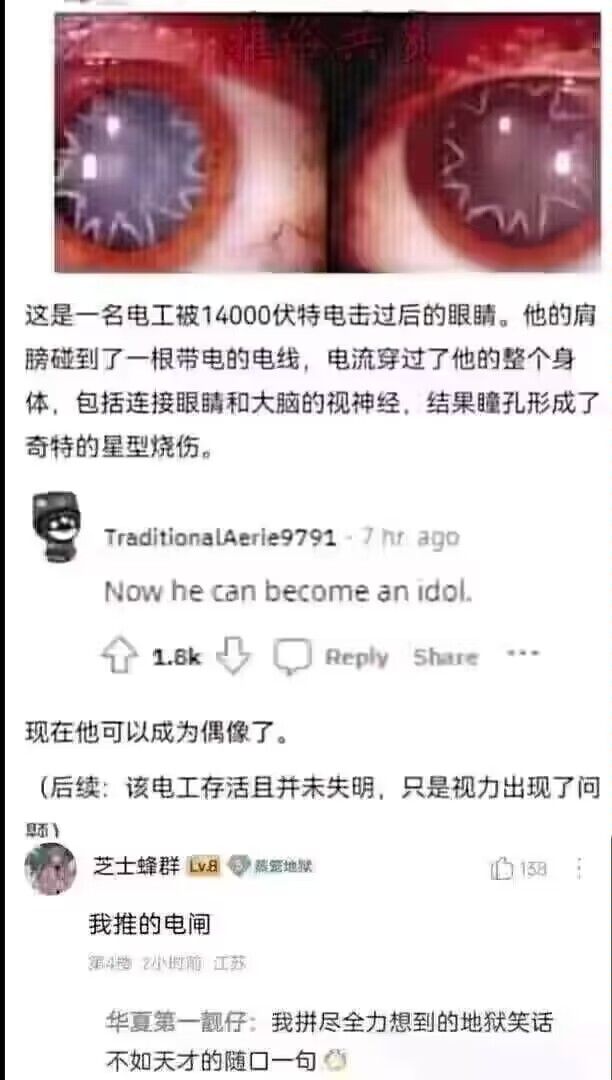 这是一名电工被14000伏特电击过后的眼睛。他的肩
膀碰到了一根带电的电线，电流穿过了他的整个身
体，包括连接眼睛和大脑的视神经，结果瞳孔形成了
奇特的星型烧伤。
TraditionalAerie9791 · 7 hr. ago
Now he can become an idol.
1.8k Reply Share ···
现在他可以成为偶像了。
（后续：该电工存活且并未失明，只是视力出现了问
题）
芝士蜂群 Lv.8 蒸笼地狱 138
我推的电闸
第4楼 2小时前 江苏
华夏第一靓仔：我拼尽全力想到的地狱笑话
不如天才的随口一句